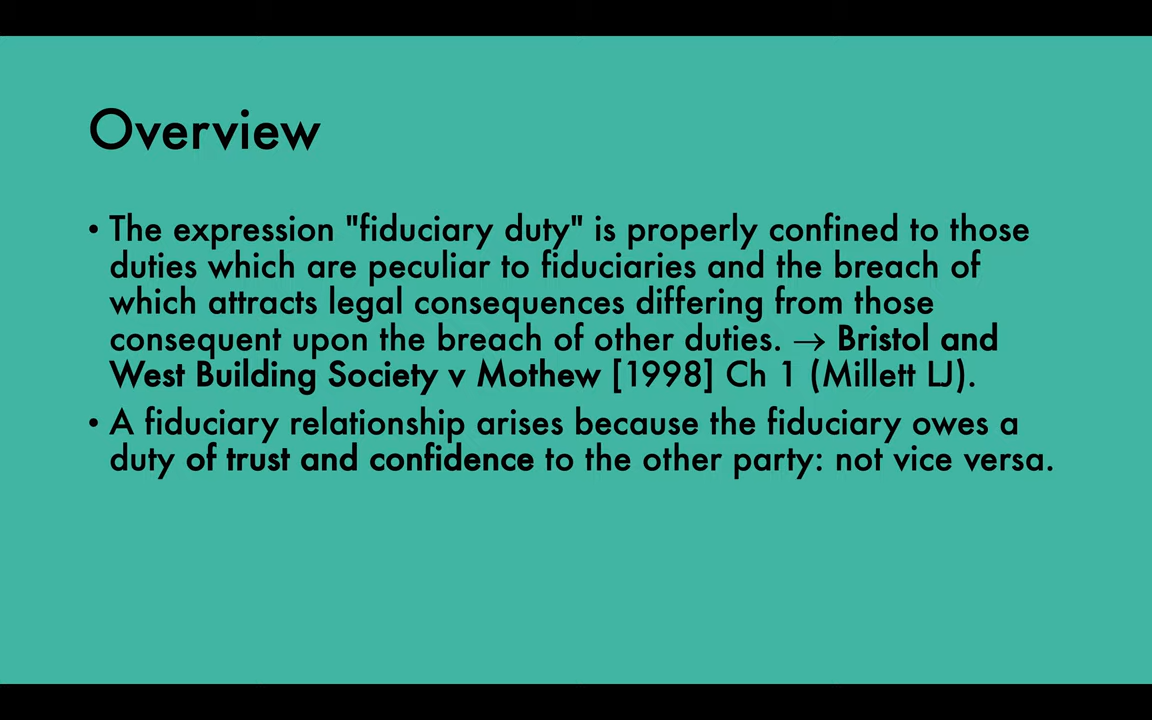 Overview
• The expression "fiduciary duty" is properly confined to those
duties which are peculiar to fiduciaries and the breach of
which attracts legal consequences differing from those
consequent upon the breach of other duties. → Bristol and
West Building Society v Mothew [1998] Ch 1 (Millett LJ).
• A fiduciary relationship arises because the fiduciary owes a
duty of trust and confidence to the other party: not vice versa.